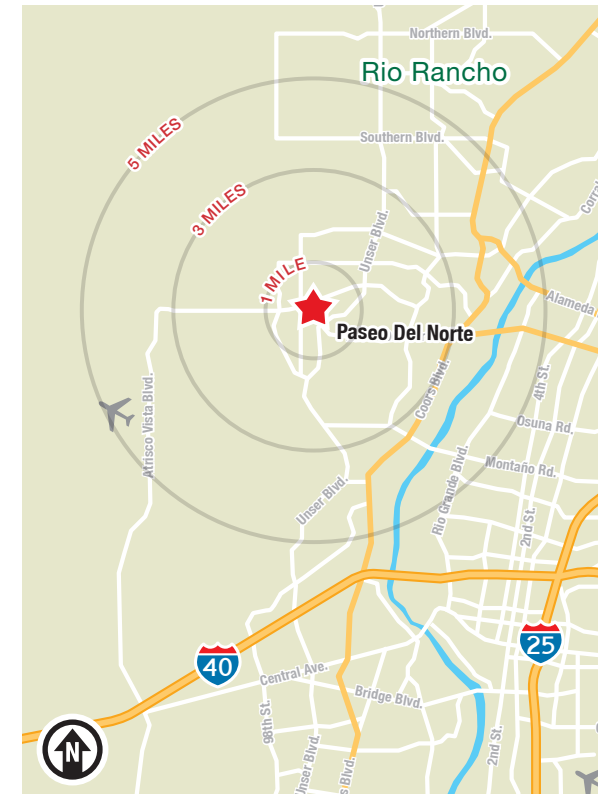 Northern Blvd.
Rio Rancho
5 MILES
Southern Blvd.
3 MILES
Unser Blvd.
1 MILE
Alameda
Paseo Del Norte
Atrisco Vista Blvd.
Coors Blvd.
4th St.
Osuna Rd.
Montaño Rd.
Rio Grande Blvd.
Unser Blvd.
2nd St.
25
40
Central Ave.
Bridge Blvd.
98th St.
2nd St.
Unser Blvd.
s Blvd.
N